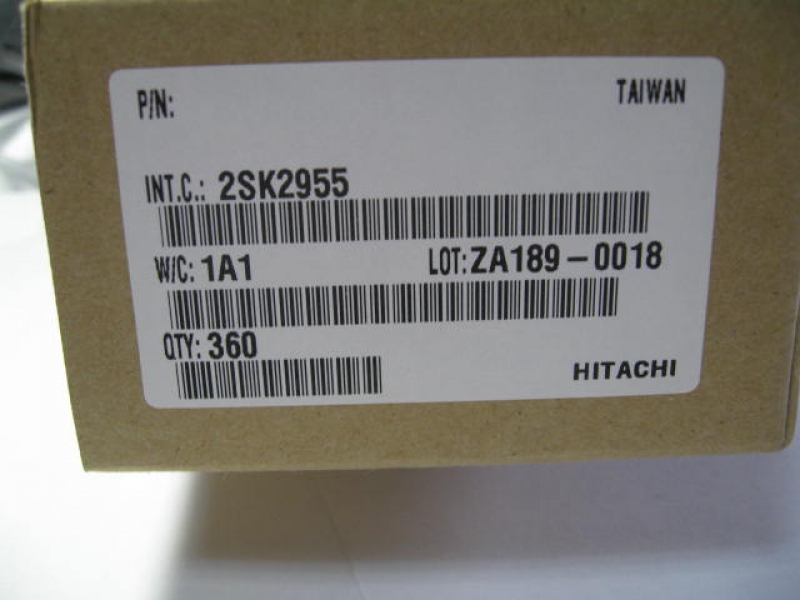 P/N: TAIWAN
INT.C.: 2SK2955
W/C: 1A1 LOT: ZA189-0018
QTY: 360
HITACHI